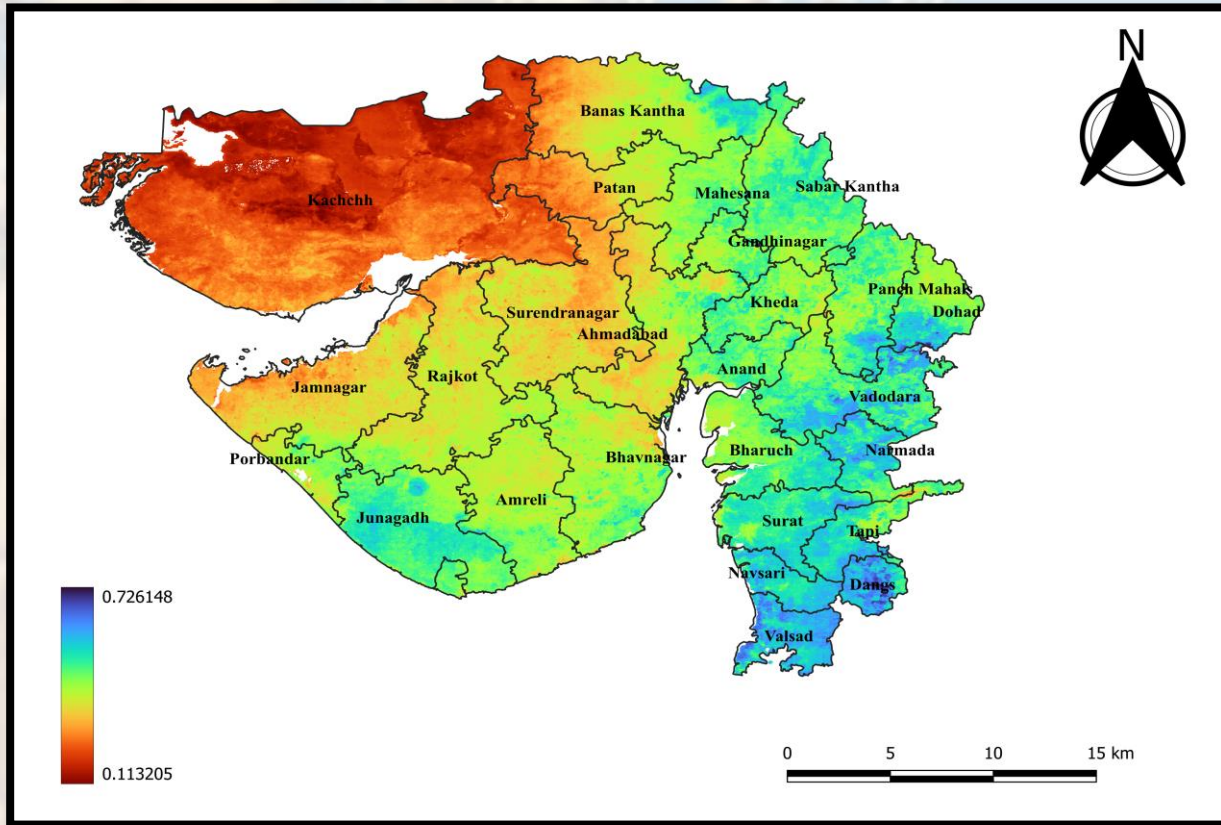 N
Banas Kantha
Patan
Mahesana
Sabar Kantha
Kachchh
Gandhinagar
Panch Mahals
Kheda
Dohad
Surendranagar
Ahmadabad
Anand
Jamnagar
Rajkot
Vadodara
Porbandar
Bhavnagar
Bharuch
Narmada
Amreli
Junagadh
Surat
Tapi
Navsari
Dangs
Valsad
0.726148
0.113205
0 5 10 15 km